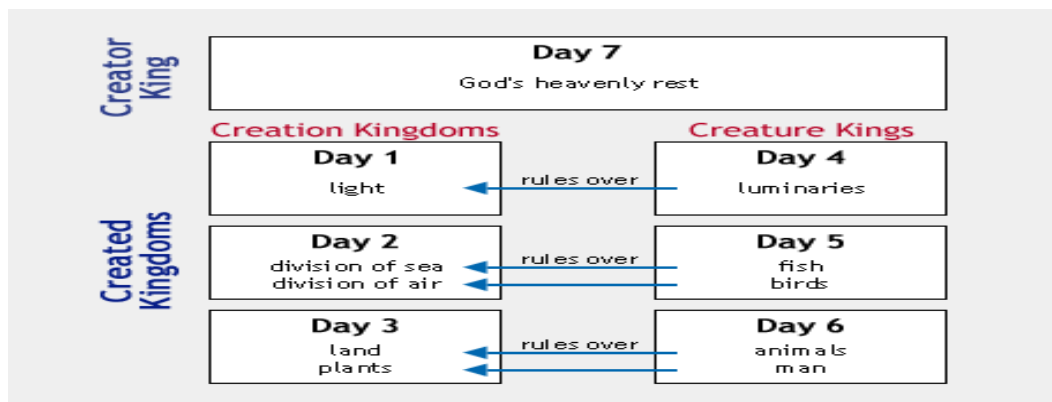 Creator
King
Day 7
God's heavenly rest
Creation Kingdoms
Creature Kings
Created
Kingdoms
Day 1
light
rules over
Day 4
luminaries
Day 2
division of sea
division of air
rules over
Day 5
fish
birds
Day 3
land
plants
rules over
Day 6
animals
man